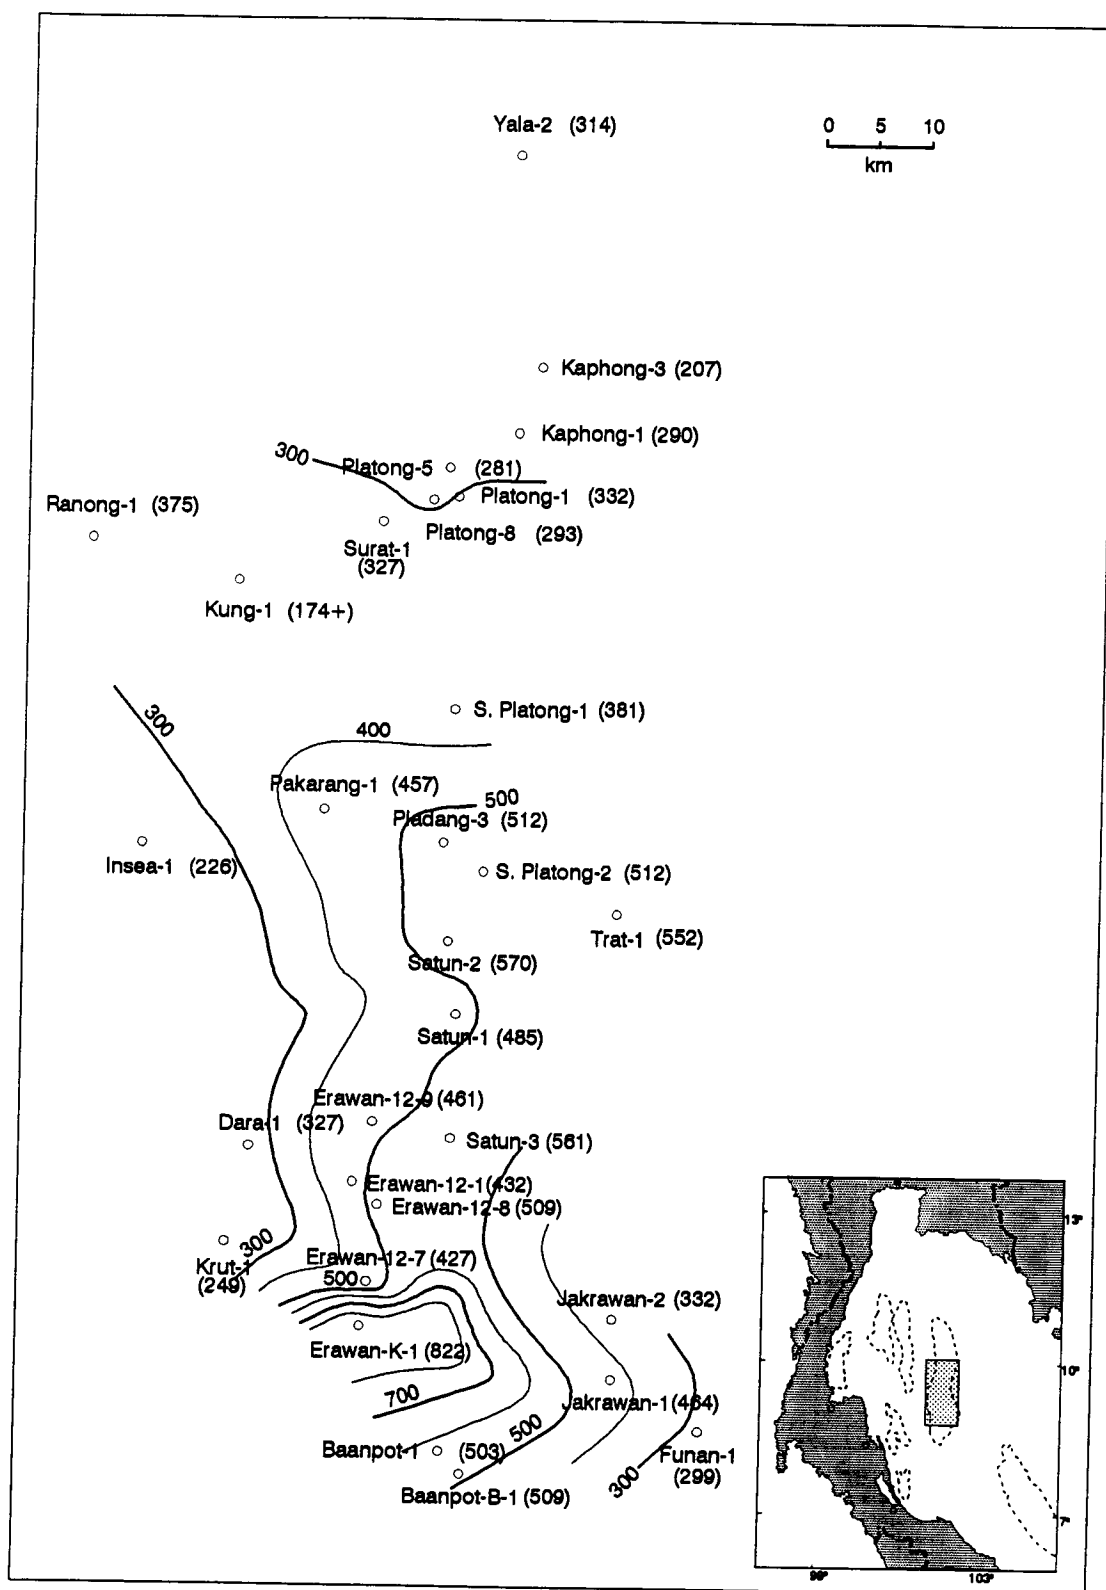 Yala-2 (314)
0 5 10
km
Kaphong-3 (207)
Kaphong-1 (290)
300
Platong-5 (281)
Platong-1 (332)
Ranong-1 (375)
Platong-8 (293)
Surat-1
(327)
Kung-1 (174+)
300
S. Platong-1 (381)
400
Pakarang-1 (457)
500
Pladang-3 (512)
Insea-1 (226)
S. Platong-2 (512)
Trat-1 (552)
Satun-2 (570)
Satun-1 (485)
Erawan-12-9 (461)
Dara-1 (327)
Satun-3 (561)
Erawan-12-1 (432)
Erawan-12-8 (509)
13°
300
Krut-1
(249)
Erawan-12-7 (427)
500
Jakrawan-2 (332)
Erawan-K-1 (822)
10°
700
Jakrawan-1 (464)
500
Baanpot-1 (503)
Funan-1
(299)
300
Baanpot-B-1 (509)
7°
99° 103°